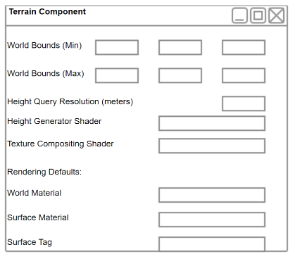 Terrain Component
World Bounds (Min)
World Bounds (Max)
Height Query Resolution (meters)
Height Generator Shader
Texture Compositing Shader
Rendering Defaults:
World Material
Surface Material
Surface Tag